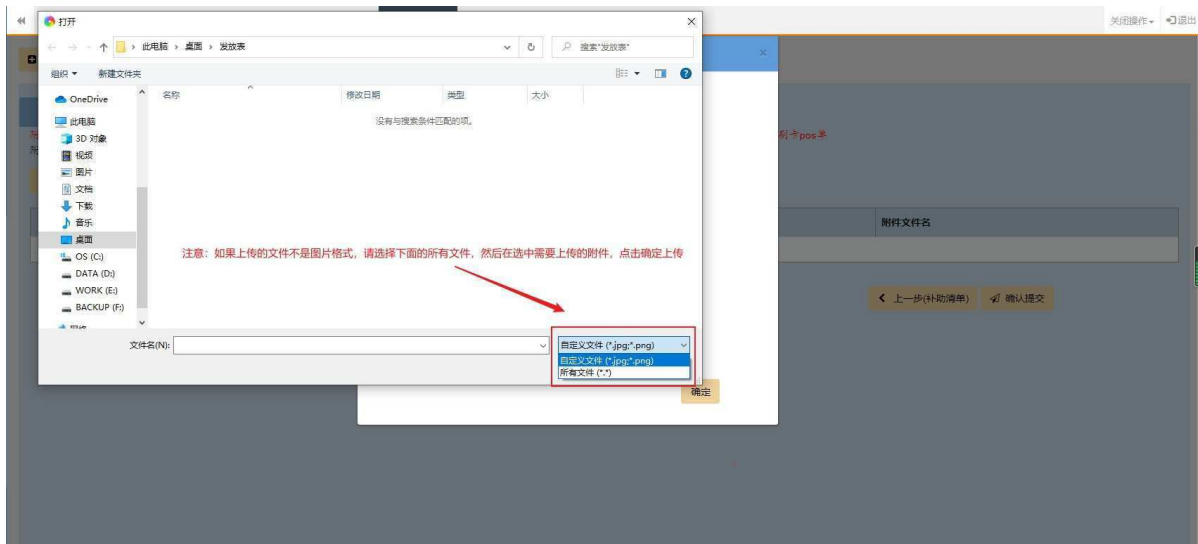 打开
关闭操作 退出
此电脑 › 桌面 › 发放表
搜索"发放表"
组织 新建文件夹
名称 修改日期 类型 大小
没有与搜索条件匹配的项。
OneDrive
此电脑
3D 对象
视频
图片
文档
下载
音乐
桌面
OS (C:)
DATA (D:)
WORK (E:)
BACKUP (F:)
网络
刷卡pos单
附件文件名
注意：如果上传的文件不是图片格式，请选择下面的所有文件，然后在选中需要上传的附件，点击确定上传
上一步(补助清单) 确认提交
文件名(N): 自定义文件 (*.jpg;*.png)
自定义文件 (*.jpg;*.png)
所有文件 (*.*)
确定